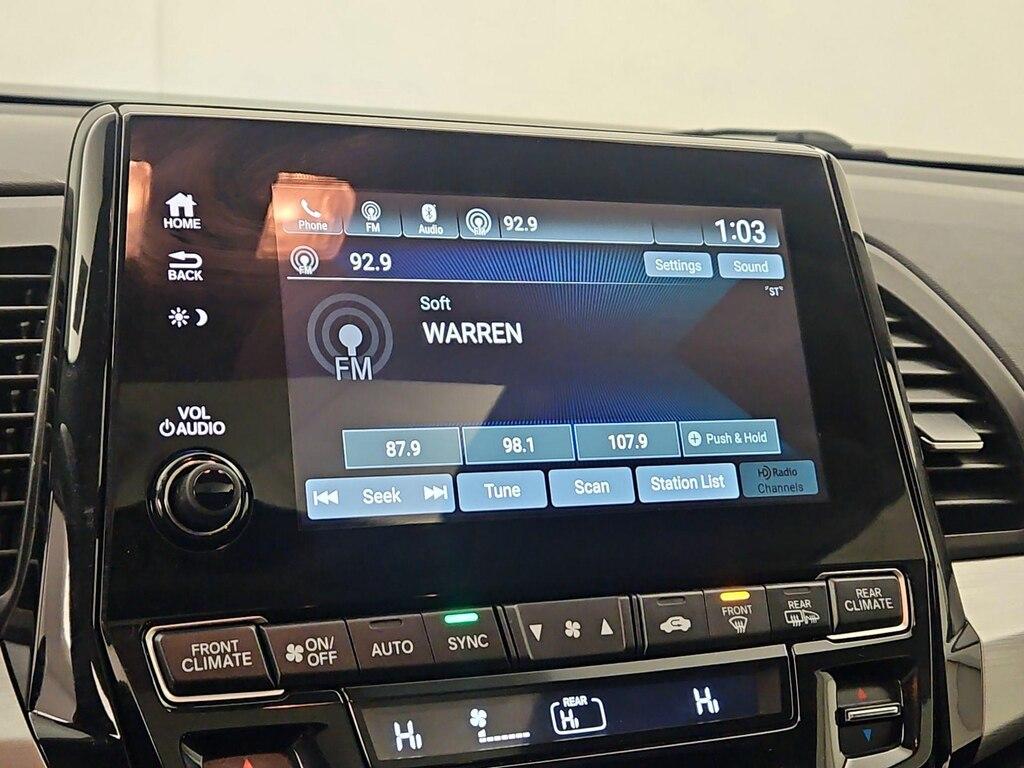 HOME
BACK
VOL
AUDIO
Phone
FM
Audio
FM
92.9
1:03
FM
92.9
Settings
Sound
ST
Soft
WARREN
FM
87.9
98.1
107.9
Push & Hold
Seek
Tune
Scan
Station List
HD Radio
Channels
FRONT
CLIMATE
ON/
OFF
AUTO
SYNC
FRONT
REAR
REAR
CLIMATE
Hi
REAR
Hi
Hi